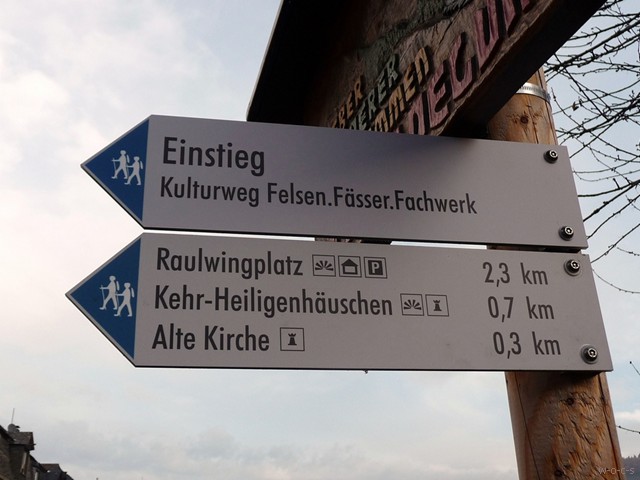 Einstieg
Kulturweg Felsen.Fässer.Fachwerk
Raulwingplatz P 2,3 km
Kehr-Heiligenhäuschen 0,7 km
Alte Kirche 0,3 km
w-o-r-s